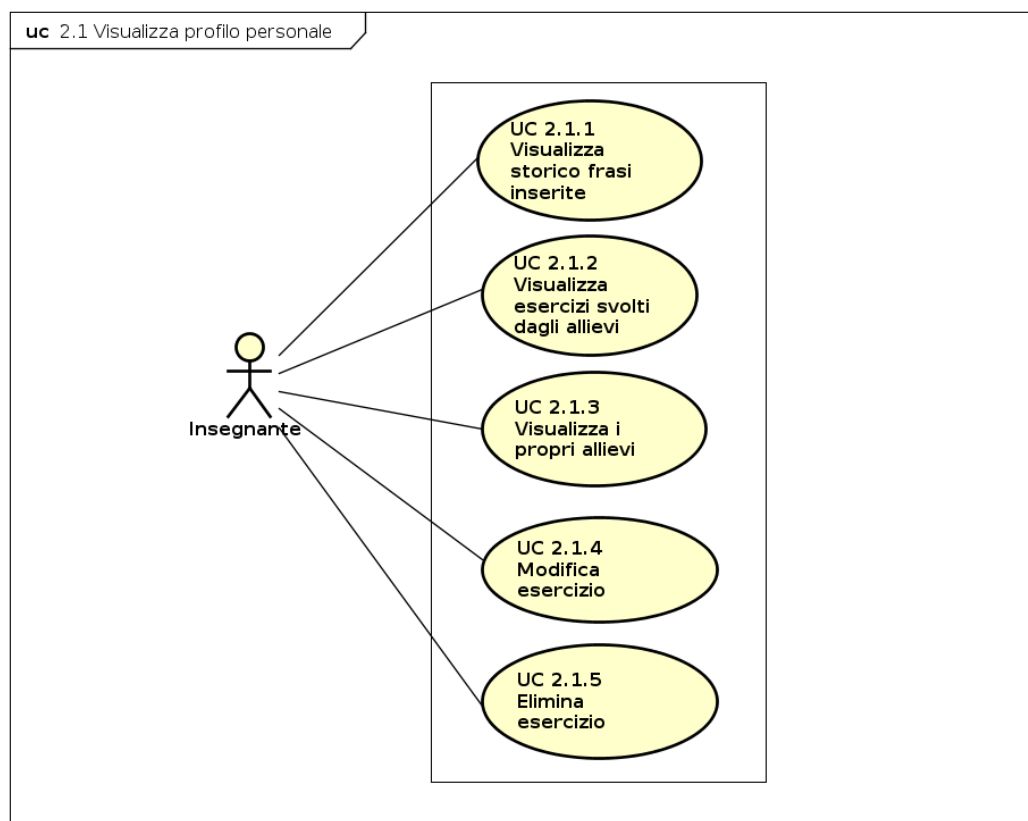 uc 2.1 Visualizza profilo personale
UC 2.1.1
Visualizza
storico frasi
inserite
UC 2.1.2
Visualizza
esercizi svolti
dagli allievi
Insegnante
UC 2.1.3
Visualizza i
propri allievi
UC 2.1.4
Modifica
esercizio
UC 2.1.5
Elimina
esercizio